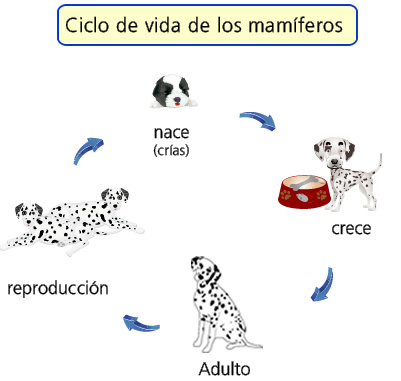 Ciclo de vida de los mamíferos
nace
(crías)
crece
Adulto
reproducción